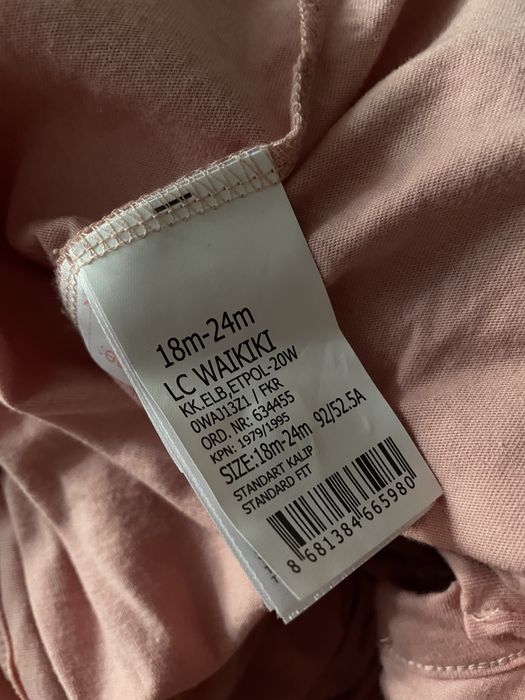 18m-24m
LC WAIKIKI
KK.ELB,ETPOL-20W
0WAJ13Z1 / FKR
ORD. NR: 634455
KPN: 1979/1995
SIZE:18m-24m 92/52.5A
STANDART KALIP
STANDARD FIT
8 681384 665980